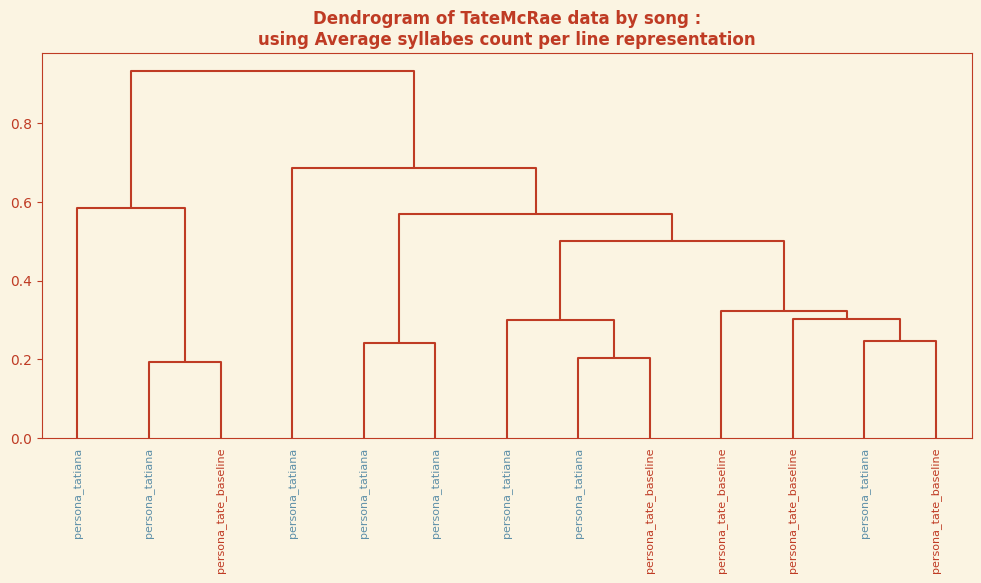 Dendrogram of TateMcRae data by song :
using Average syllabes count per line representation
0.8
0.6
0.4
0.2
0.0
persona_tatiana
persona_tatiana
persona_tate_baseline
persona_tatiana
persona_tatiana
persona_tatiana
persona_tatiana
persona_tatiana
persona_tate_baseline
persona_tate_baseline
persona_tate_baseline
persona_tatiana
persona_tate_baseline